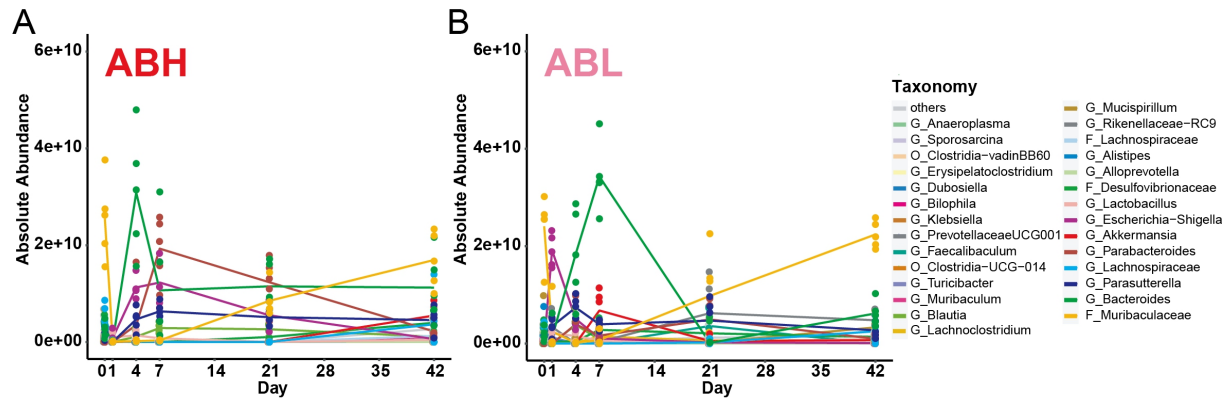 A
B
6e+10
4e+10
2e+10
0e+00
Absolute Abundance
ABH
0 1 4 7 14 21 28 35 42
Day
6e+10
4e+10
2e+10
0e+00
Absolute Abundance
ABL
0 1 4 7 14 21 28 35 42
Day
Taxonomy
others
G_Anaeroplasma
G_Sporosarcina
O_Clostridia-vadinBB60
G_Erysipelatoclostridium
G_Dubosiella
G_Bilophila
G_Klebsiella
G_PrevotellaceaeUCG001
G_Faecalibaculum
O_Clostridia-UCG-014
G_Turicibacter
G_Muribaculum
G_Blautia
G_Lachnoclostridium
G_Mucispirillum
G_Rikenellaceae-RC9
F_Lachnospiraceae
G_Alistipes
G_Alloprevotella
F_Desulfovibrionaceae
G_Lactobacillus
G_Escherichia-Shigella
G_Akkermansia
G_Parabacteroides
G_Lachnospiraceae
G_Parasutterella
G_Bacteroides
F_Muribaculaceae